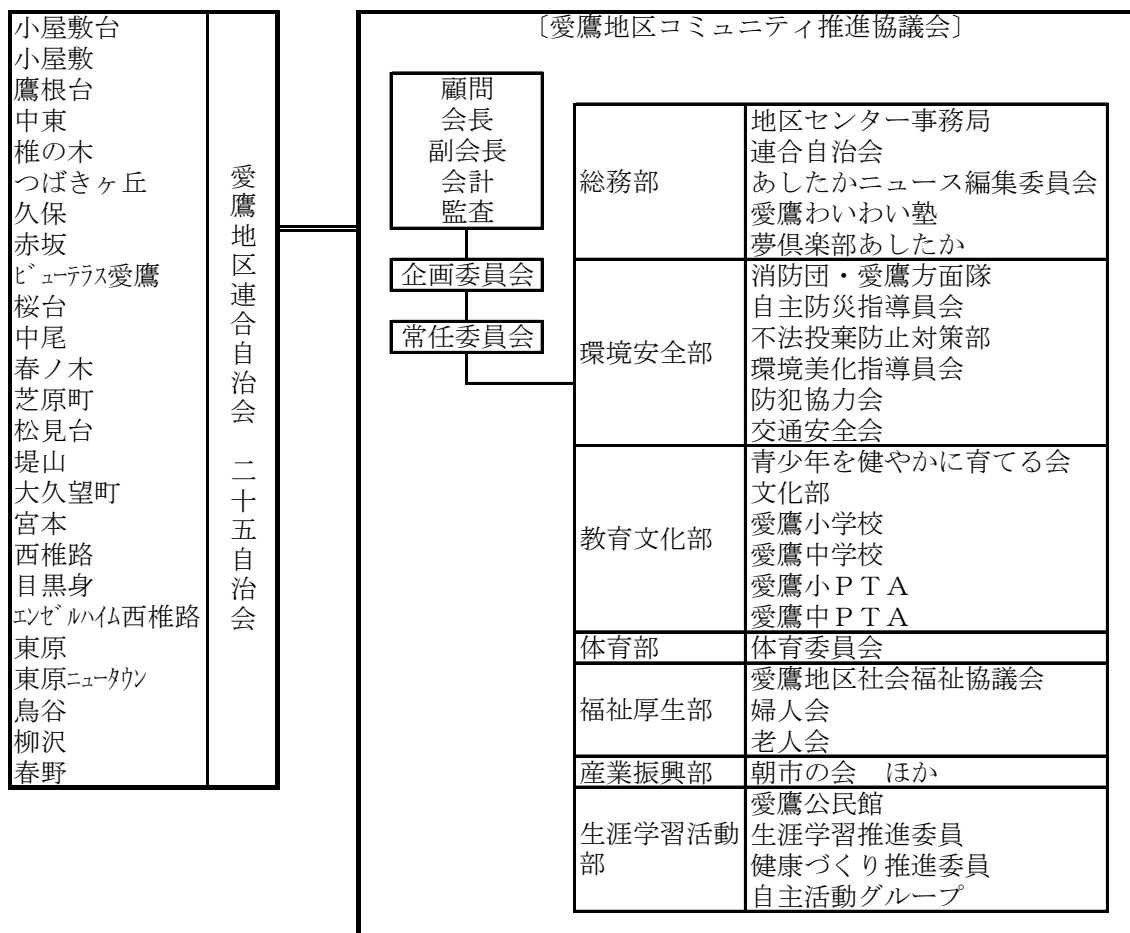 小屋敷台
小屋敷
鷹根台
中東
椎の木
つばきヶ丘
久保
赤坂
ﾋﾞｭｰﾃﾗｽ愛鷹
桜台
中尾
春ノ木
芝原町
松見台
堤山
大久望町
宮本
西椎路
目黒身
ｴﾝｾﾞﾙﾊｲﾑ西椎路
東原
東原ﾆｭｰﾀｳﾝ
鳥谷
柳沢
春野
愛鷹地区連合自治会　二十五自治会
〔愛鷹地区コミュニティ推進協議会〕
顧問
会長
副会長
会計
監査
企画委員会
常任委員会
総務部
地区センター事務局
連合自治会
あしたかニュース編集委員会
愛鷹わいわい塾
夢倶楽部あしたか
環境安全部
消防団・愛鷹方面隊
自主防災指導員会
不法投棄防止対策部
環境美化指導員会
防犯協力会
交通安全会
教育文化部
青少年を健やかに育てる会
文化部
愛鷹小学校
愛鷹中学校
愛鷹小ＰＴＡ
愛鷹中ＰＴＡ
体育部
体育委員会
福祉厚生部
愛鷹地区社会福祉協議会
婦人会
老人会
産業振興部
朝市の会　ほか
生涯学習活動
部
愛鷹公民館
生涯学習推進委員
健康づくり推進委員
自主活動グループ